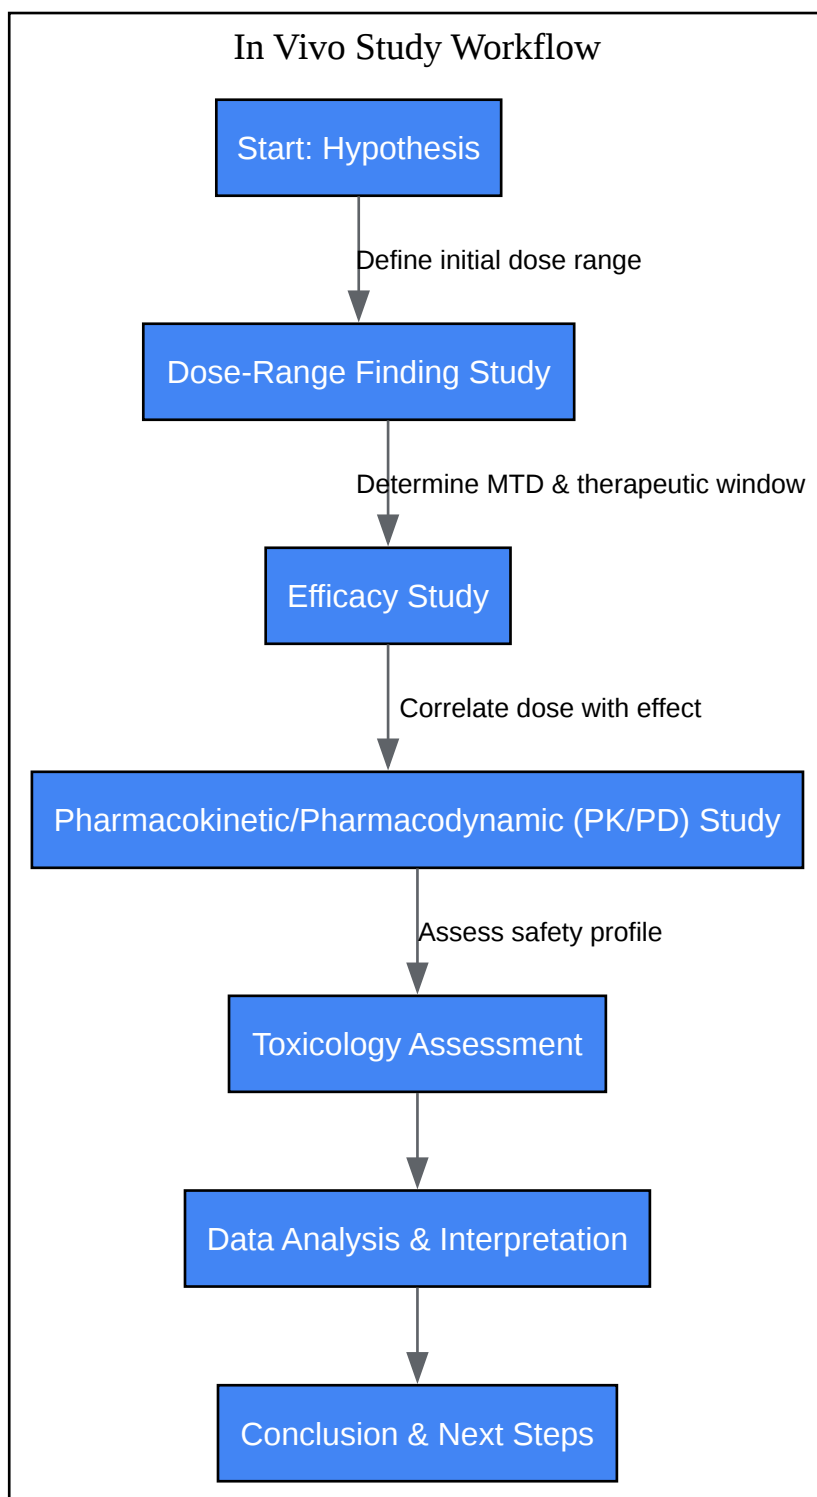 In Vivo Study Workflow
Start: Hypothesis
Define initial dose range
Dose-Range Finding Study
Determine MTD & therapeutic window
Efficacy Study
Correlate dose with effect
Pharmacokinetic/Pharmacodynamic (PK/PD) Study
Assess safety profile
Toxicology Assessment
Data Analysis & Interpretation
Conclusion & Next Steps